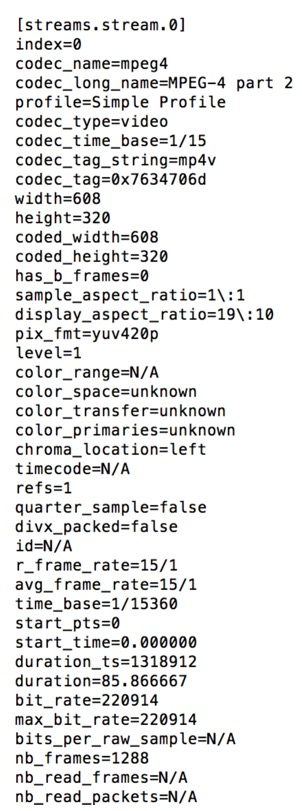 [streams.stream.0]
index=0
codec_name=mpeg4
codec_long_name=MPEG-4 part 2
profile=Simple Profile
codec_type=video
codec_time_base=1/15
codec_tag_string=mp4v
codec_tag=0x7634706d
width=608
height=320
coded_width=608
coded_height=320
has_b_frames=0
sample_aspect_ratio=1\:1
display_aspect_ratio=19\:10
pix_fmt=yuv420p
level=1
color_range=N/A
color_space=unknown
color_transfer=unknown
color_primaries=unknown
chroma_location=left
timecode=N/A
refs=1
quarter_sample=false
divx_packed=false
id=N/A
r_frame_rate=15/1
avg_frame_rate=15/1
time_base=1/15360
start_pts=0
start_time=0.000000
duration_ts=1318912
duration=85.866667
bit_rate=220914
max_bit_rate=220914
bits_per_raw_sample=N/A
nb_frames=1288
nb_read_frames=N/A
nb_read_packets=N/A